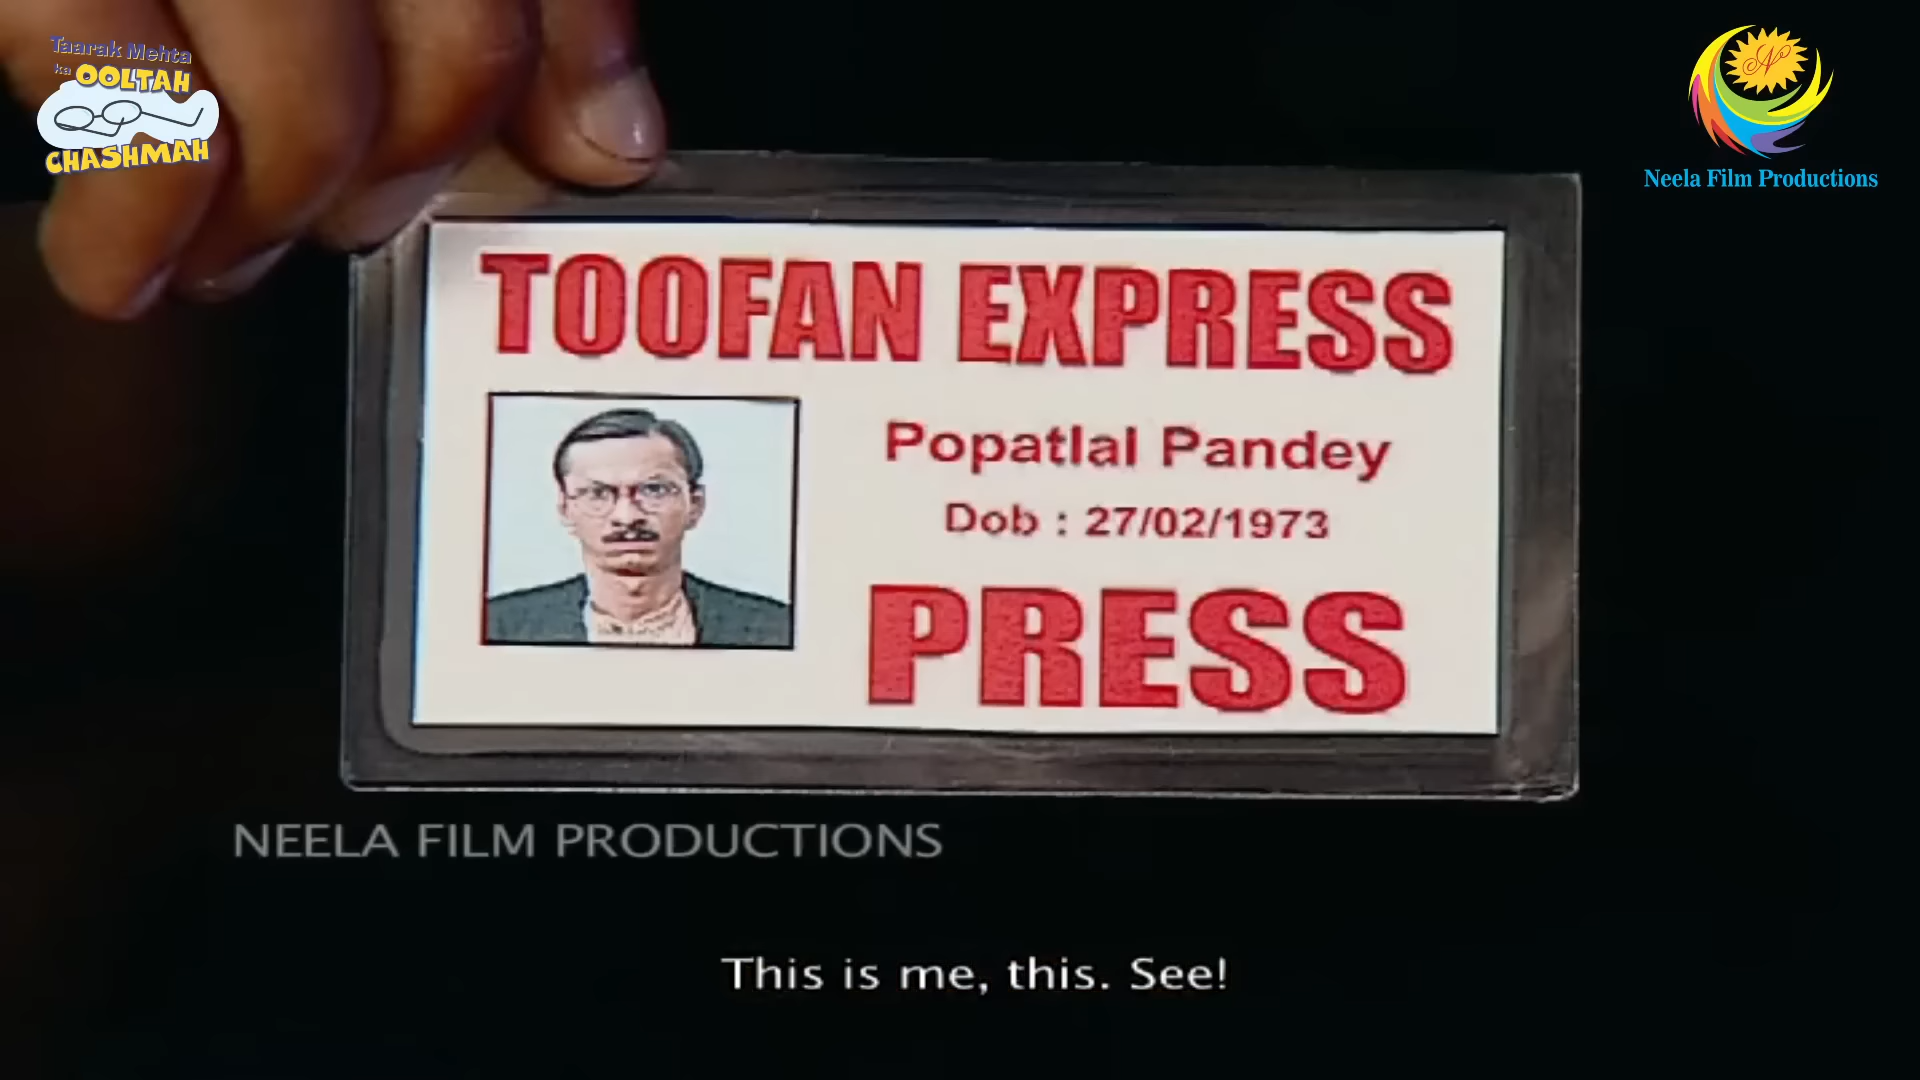 Taarak Mehta
ka OOLTAH
CHASHMAH
Neela Film Productions
TOOFAN EXPRESS
Popatlal Pandey
Dob : 27/02/1973
PRESS
NEELA FILM PRODUCTIONS
This is me, this. See!